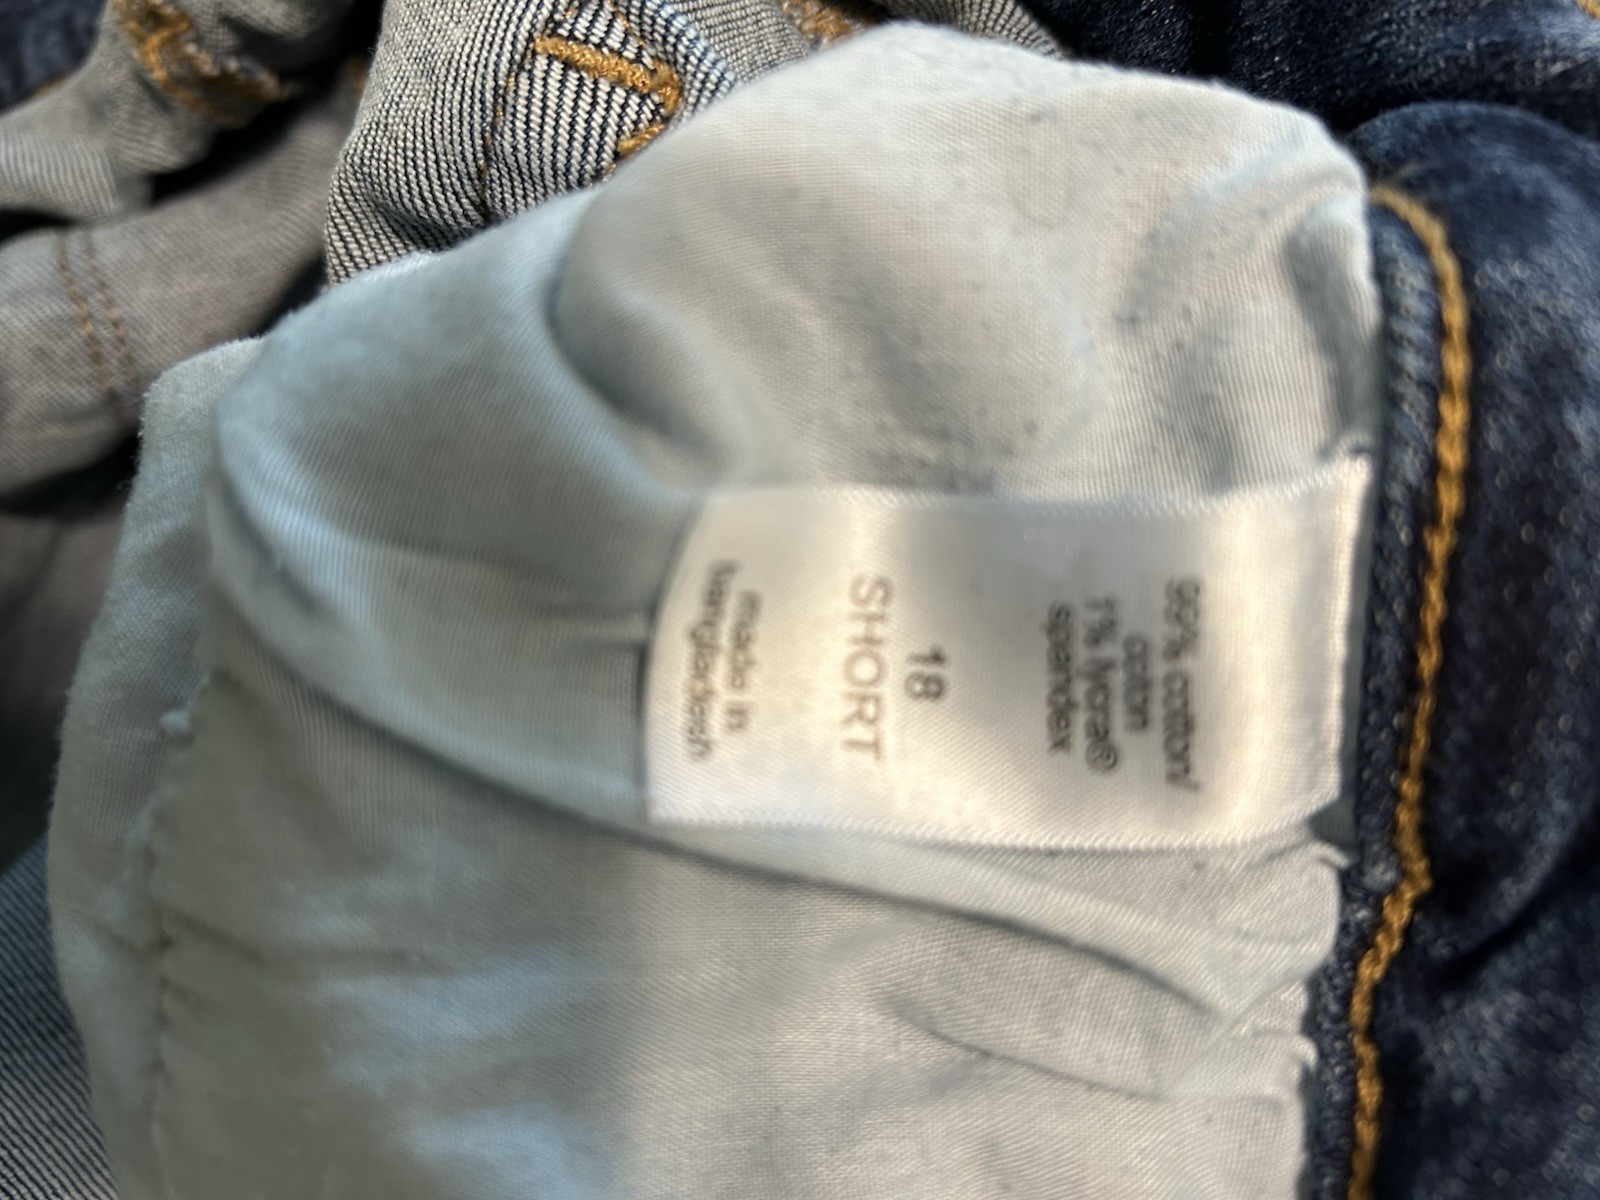 99% cotton/
coton
1% lycra®
spandex
18
SHORT
made in
bangladesh